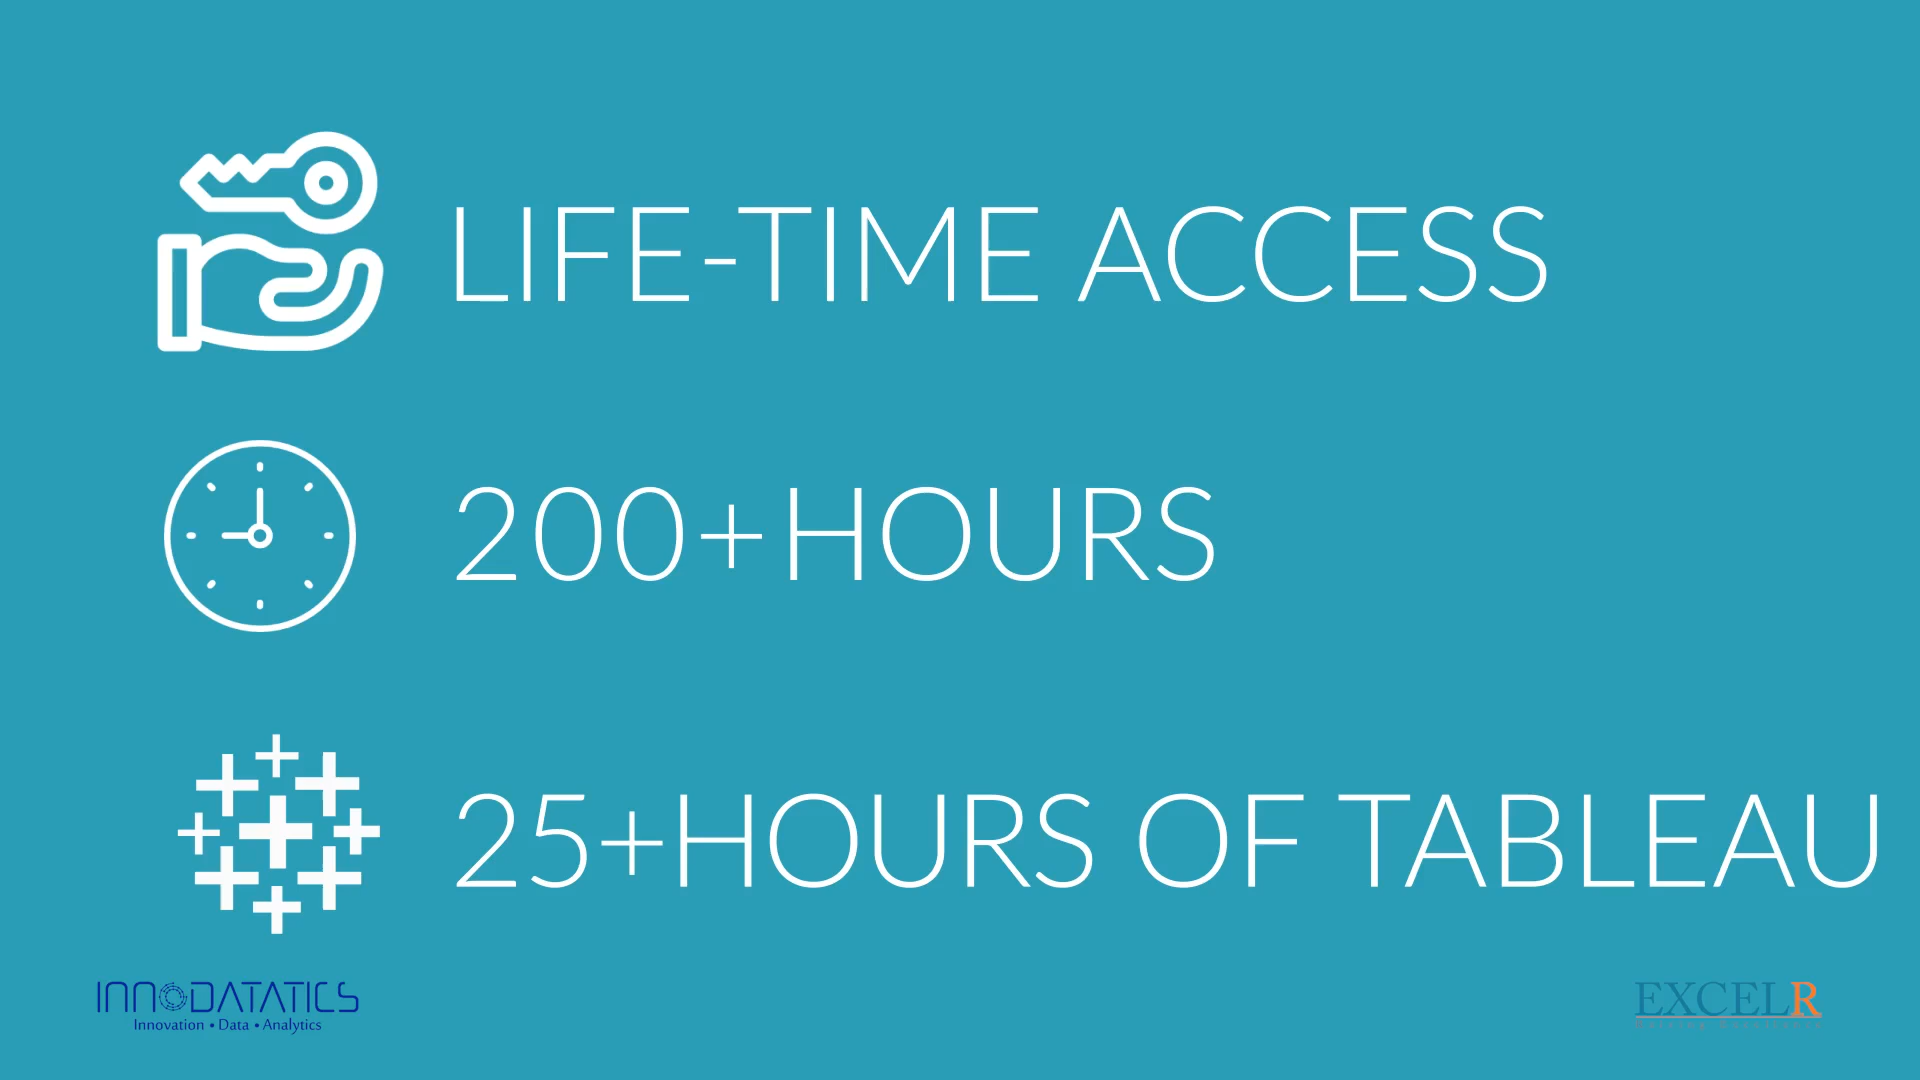 LIFE-TIME ACCESS
200+HOURS
25+HOURS OF TABLEAU
INNODATATICS
Innovation • Data • Analytics
EXCELR